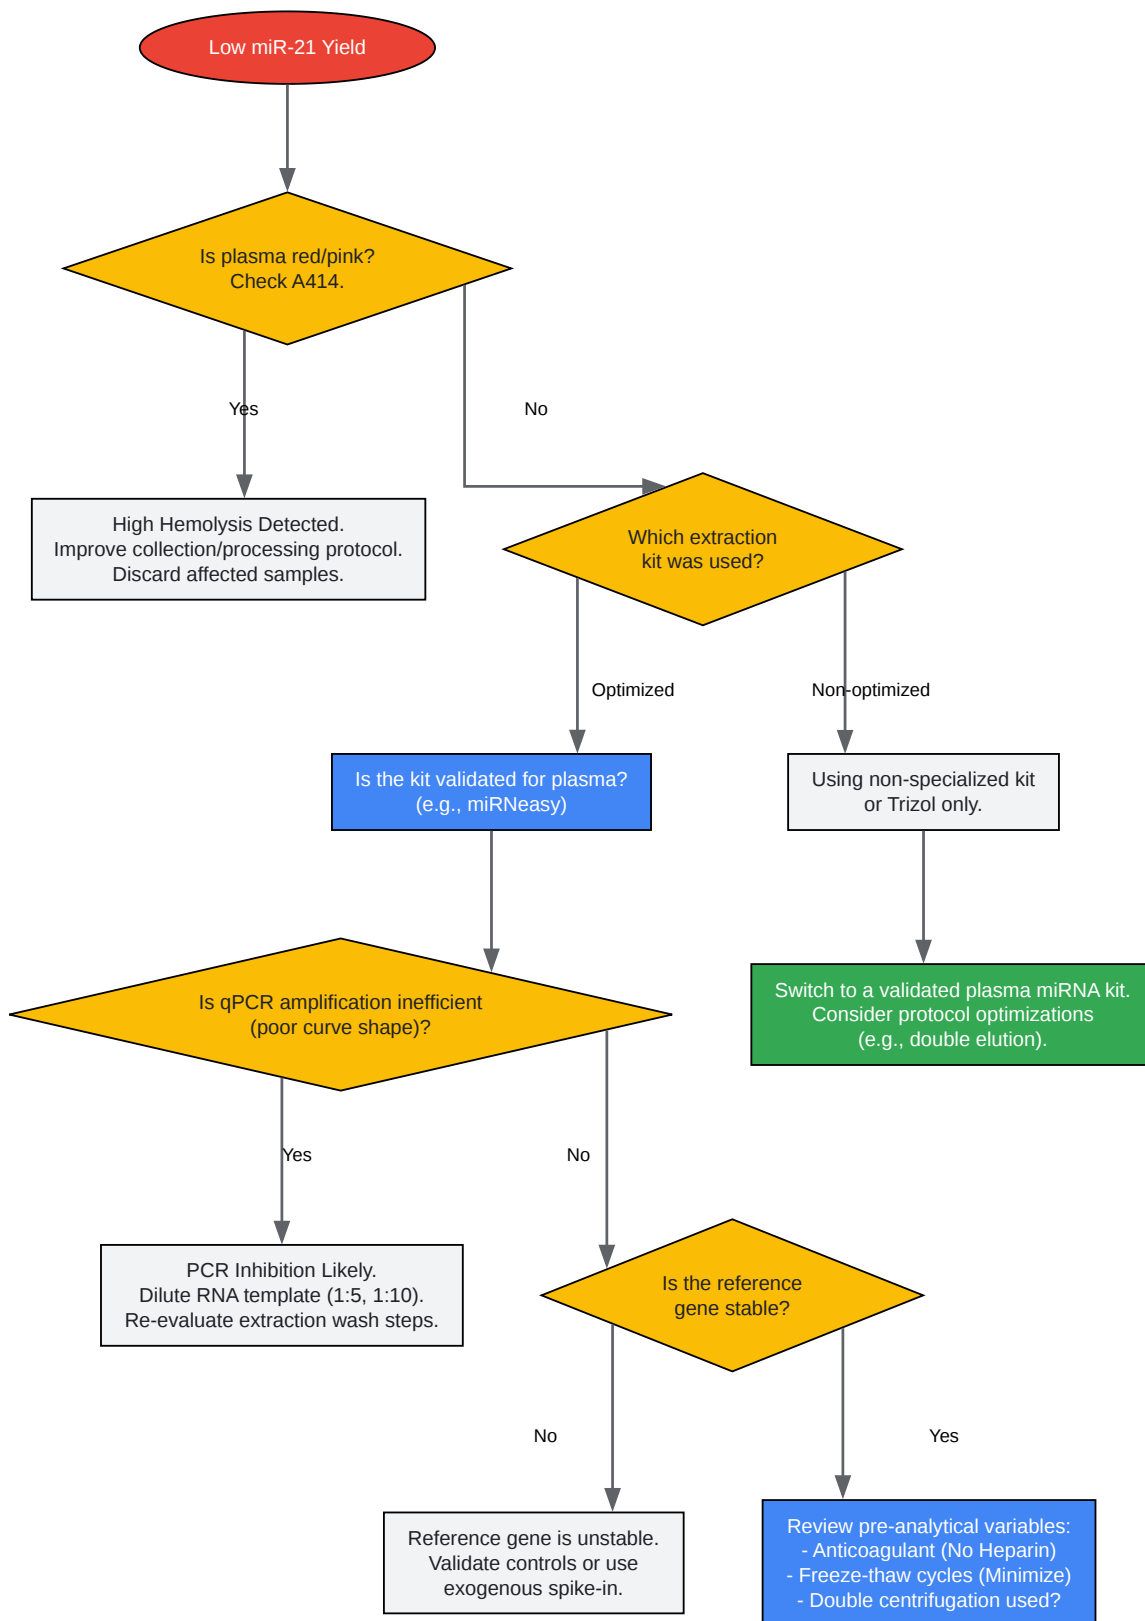 Low miR-21 Yield
Is plasma red/pink?
Check A414.
Yes
No
High Hemolysis Detected.
Improve collection/processing protocol.
Discard affected samples.
Which extraction
kit was used?
Optimized
Non-optimized
Is the kit validated for plasma?
(e.g., miRNeasy)
Using non-specialized kit
or Trizol only.
Is qPCR amplification inefficient
(poor curve shape)?
Switch to a validated plasma miRNA kit.
Consider protocol optimizations
(e.g., double elution).
Yes
No
PCR Inhibition Likely.
Dilute RNA template (1:5, 1:10).
Re-evaluate extraction wash steps.
Is the reference
gene stable?
No
Yes
Reference gene is unstable.
Validate controls or use
exogenous spike-in.
Review pre-analytical variables:
- Anticoagulant (No Heparin)
- Freeze-thaw cycles (Minimize)
- Double centrifugation used?